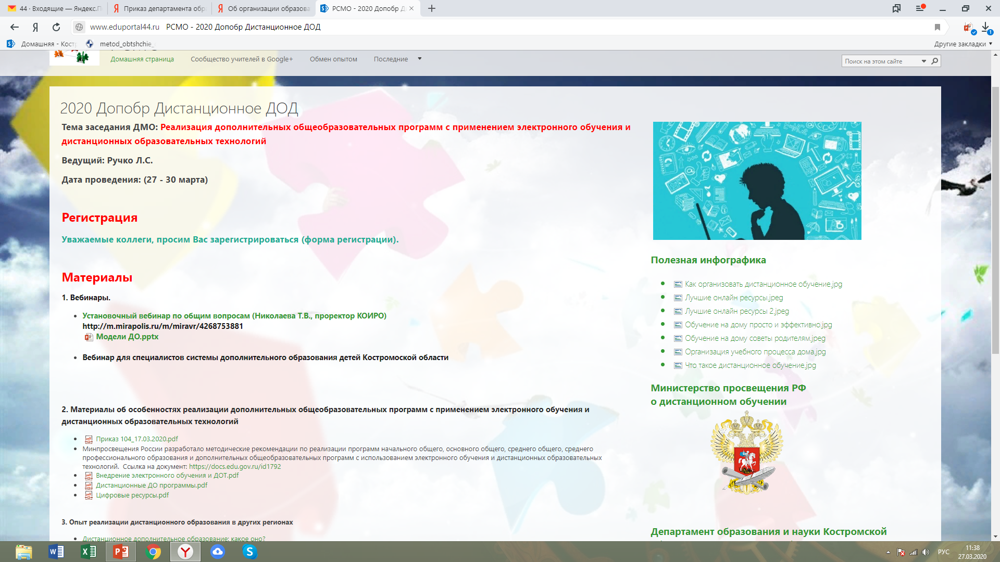 44 · Входящие — Яндекс.П
Приказ департамента обр
Об организации образова
РСМО - 2020 Допобр Д
www.eduportal44.ru РСМО - 2020 Допобр Дистанционное ДОД
Домашняя - Кост
metod_obtshchie_
Другие закладки
Домашняя страница
Сообщество учителей в Google+
Обмен опытом
Последние
Поиск на этом сайте
2020 Допобр Дистанционное ДОД
Тема заседания ДМО: Реализация дополнительных общеобразовательных программ с применением электронного обучения и
дистанционных образовательных технологий
Ведущий: Ручко Л.С.
Дата проведения: (27 - 30 марта)
Регистрация
Уважаемые коллеги, просим Вас зарегистрироваться (форма регистрации).
Материалы
1. Вебинары.
Установочный вебинар по общим вопросам (Николаева Т.В., проректор КОИРО)
http://m.mirapolis.ru/m/miravr/4268753881
Модели ДО.pptx
Вебинар для специалистов системы дополнительного образования детей Костромоской области
2. Материалы об особенностях реализации дополнительных общеобразовательных программ с применением электронного обучения и
дистанционных образовательных технологий
Приказ 104_17.03.2020.pdf
Минпросвещения России разработало методические рекомендации по реализации программ начального общего, основного общего, среднего общего, среднего
профессионального образования и дополнительных общеобразовательных программ с использованием электронного обучения и дистанционных образовательных
технологий. Ссылка на документ: https://docs.edu.gov.ru/id1792
Внедрение электронного обучения и ДОТ.pdf
Дистанционные ДО программы.pdf
Цифровые ресурсы.pdf
3. Опыт реализации дистанционного образования в других регионах
Дистанционное дополнительное образование: какое оно?
Полезная инфографика
Как организовать дистанционное обучение.jpg
Лучшие онлайн ресурсы.jpeg
Лучшие онлайн ресурсы 2.jpeg
Обучение на дому просто и эффективно.jpg
Обучение на дому советы родителям.jpeg
Организация учебного процесса дома.jpg
Что такое дистанционное обучение.jpg
Министерство просвещения РФ
о дистанционном обучении
Департамент образования и науки Костромской
РУС
11:38
27.03.2020